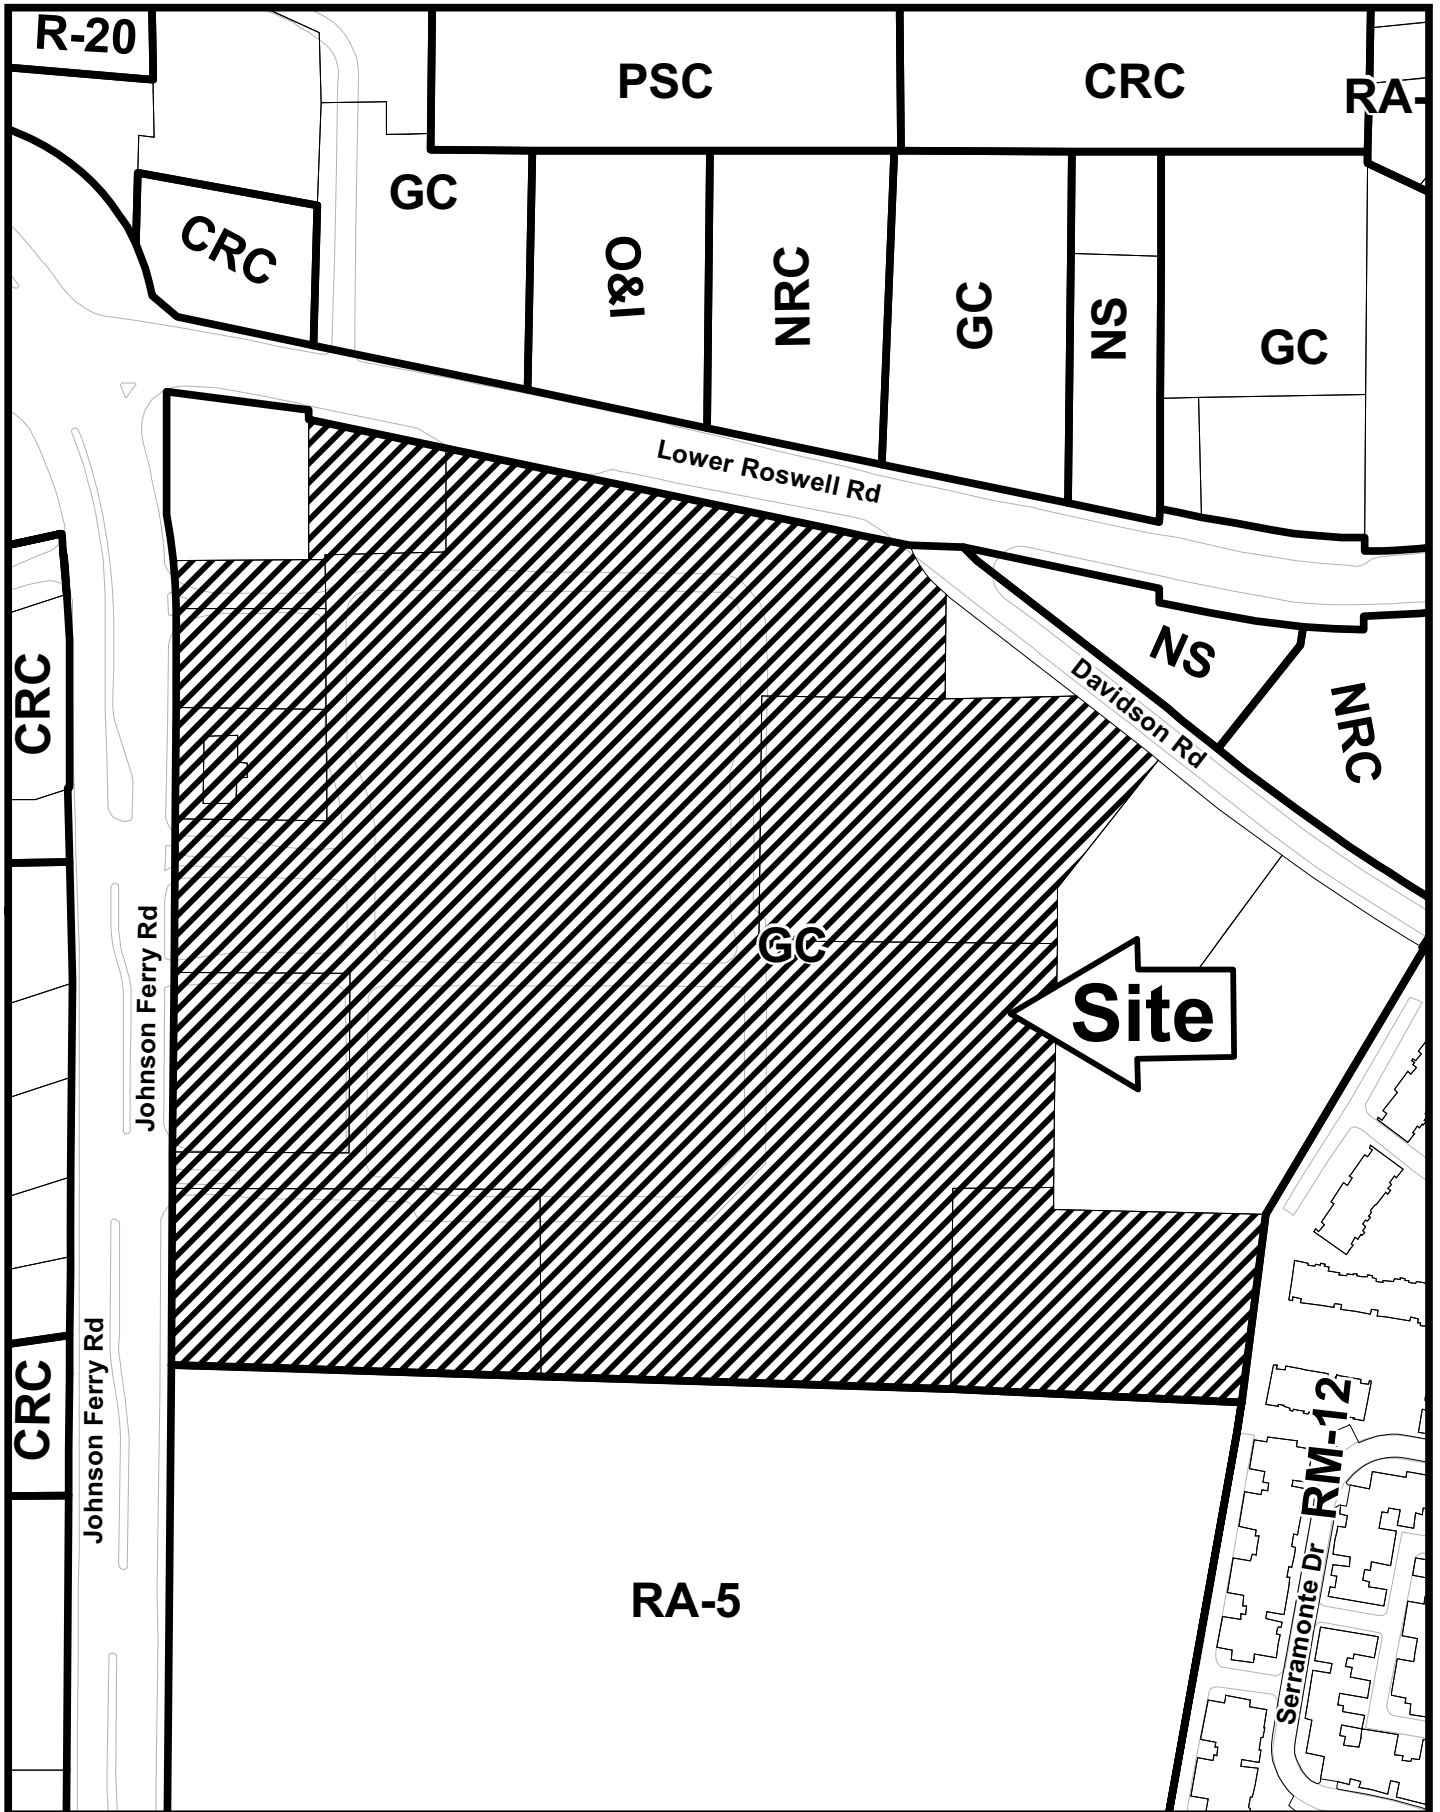 R-20
PSC
CRC
RA-
GC
CRC
O&I
NRC
GC
NS
GC
Lower Roswell Rd
NS
Davidson Rd
NRC
CRC
Johnson Ferry Rd
GC
Site
Johnson Ferry Rd
CRC
RM-12
RA-5
Serramonte Dr